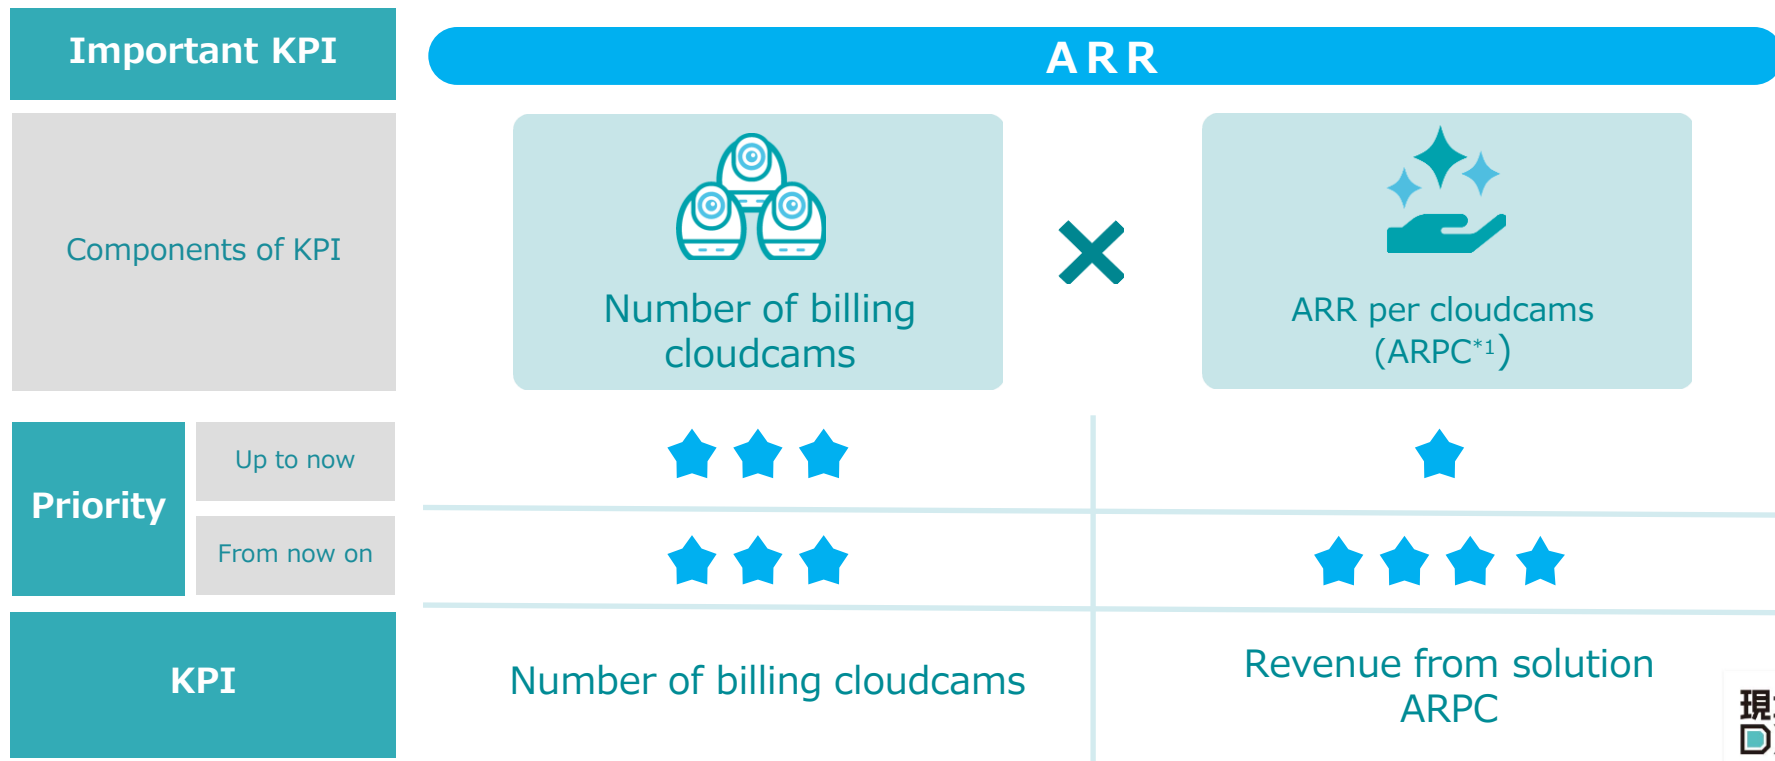 Important KPI
ARR
Components of KPI
Number of billing
cloudcams
ARR per cloudcams
(ARPC*1)
Priority
Up to now
From now on
KPI
Number of billing cloudcams
Revenue from solution
ARPC
現
D